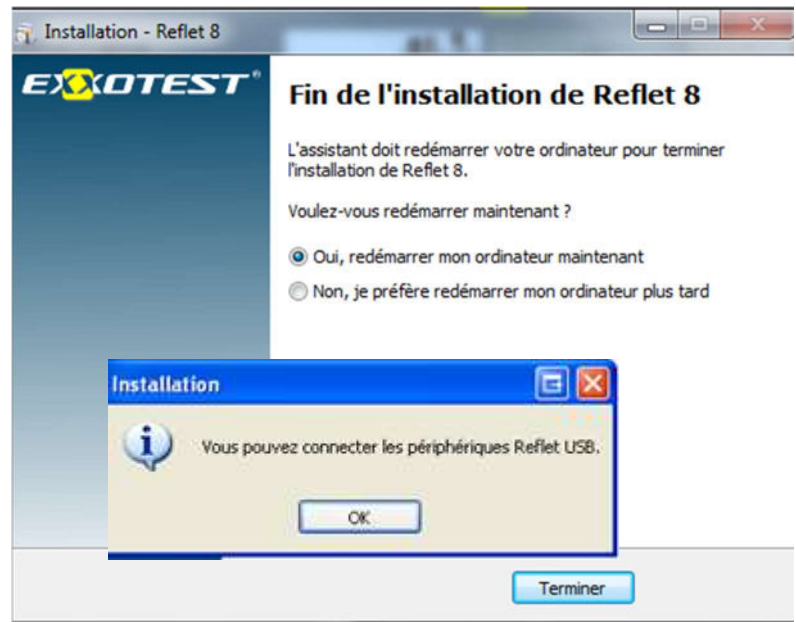 Installation - Reflet 8
EXXOTEST®
Fin de l'installation de Reflet 8
L'assistant doit redémarrer votre ordinateur pour terminer
l'installation de Reflet 8.
Voulez-vous redémarrer maintenant ?
Oui, redémarrer mon ordinateur maintenant
Non, je préfère redémarrer mon ordinateur plus tard
Installation
Vous pouvez connecter les périphériques Reflet USB.
OK
Terminer